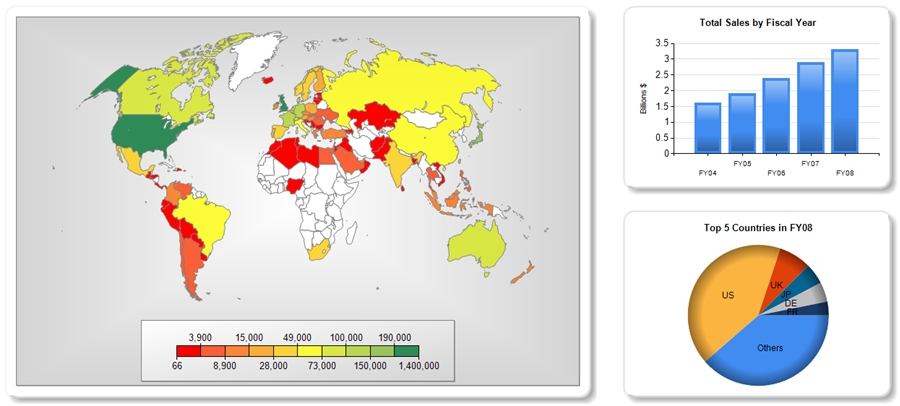 3,900 15,000 49,000 100,000 190,000
66 8,900 28,000 73,000 150,000 1,400,000
Total Sales by Fiscal Year
Billions $
3.5
3
2.5
2
1.5
1
0.5
0
FY05 FY07
FY04 FY06 FY08
Top 5 Countries in FY08
US
UK
JP
DE
FR
Others